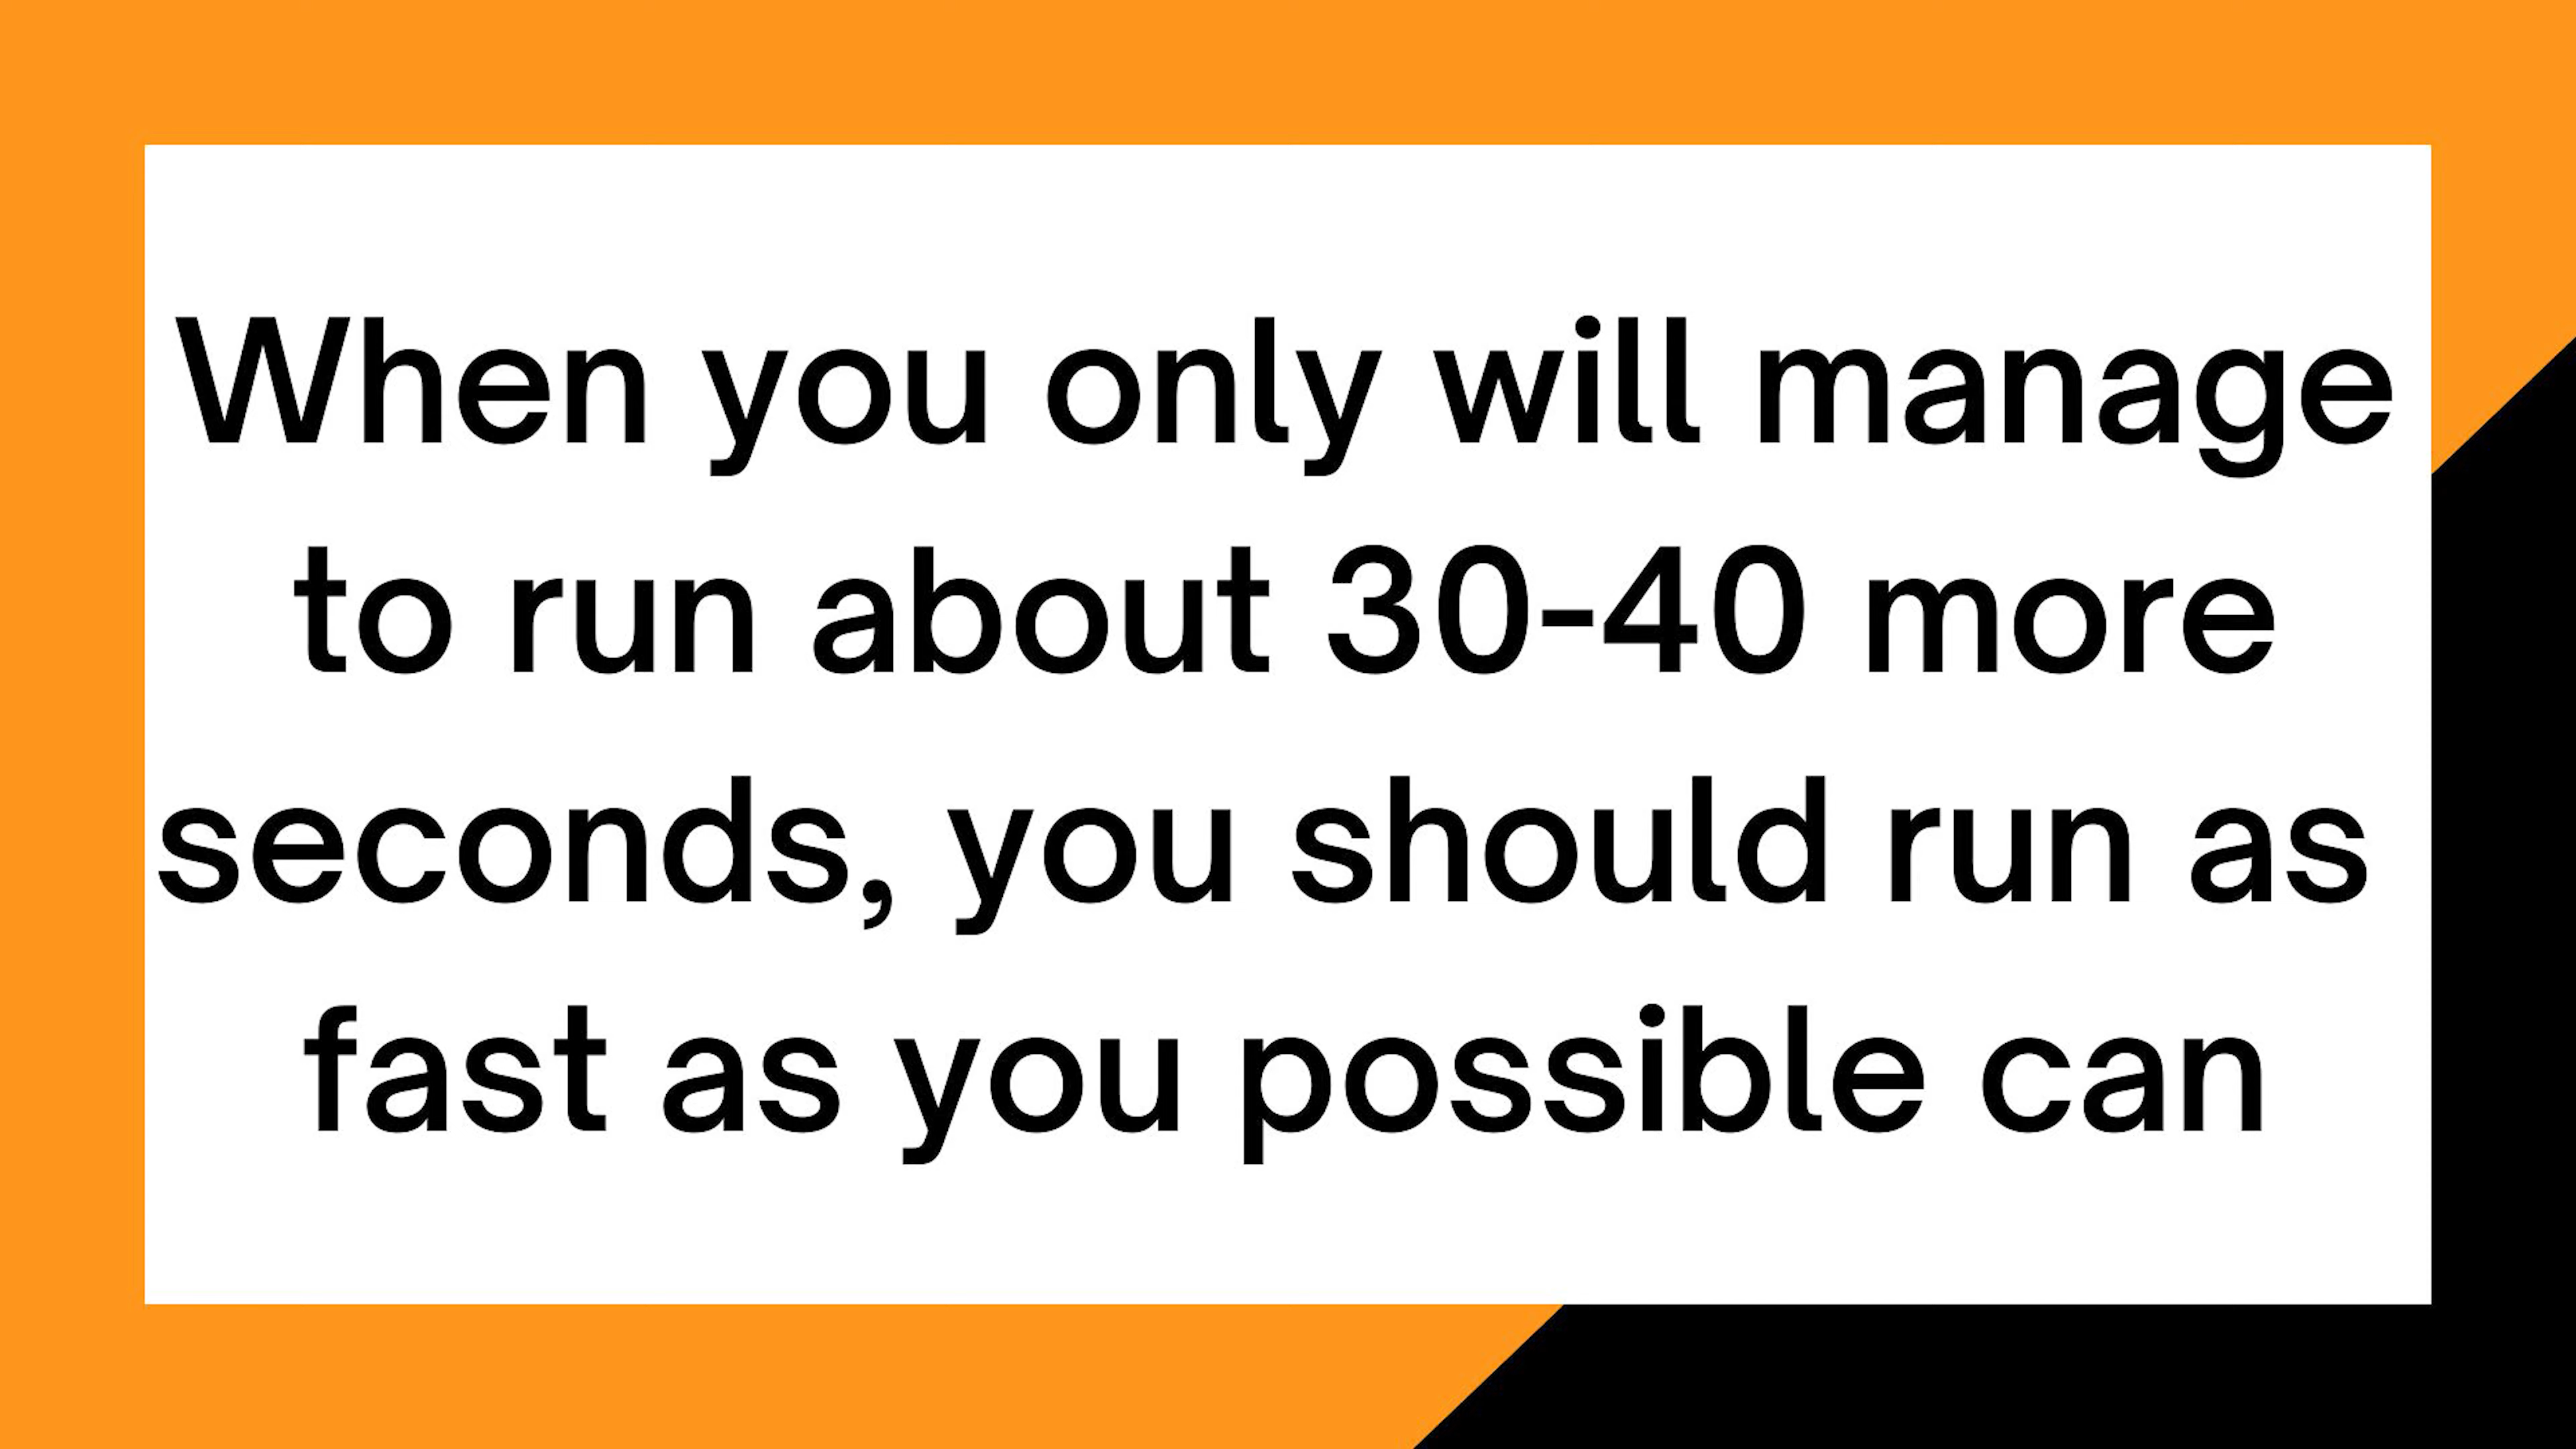 When you only will manage
to run about 30-40 more
seconds, you should run as
fast as you possible can